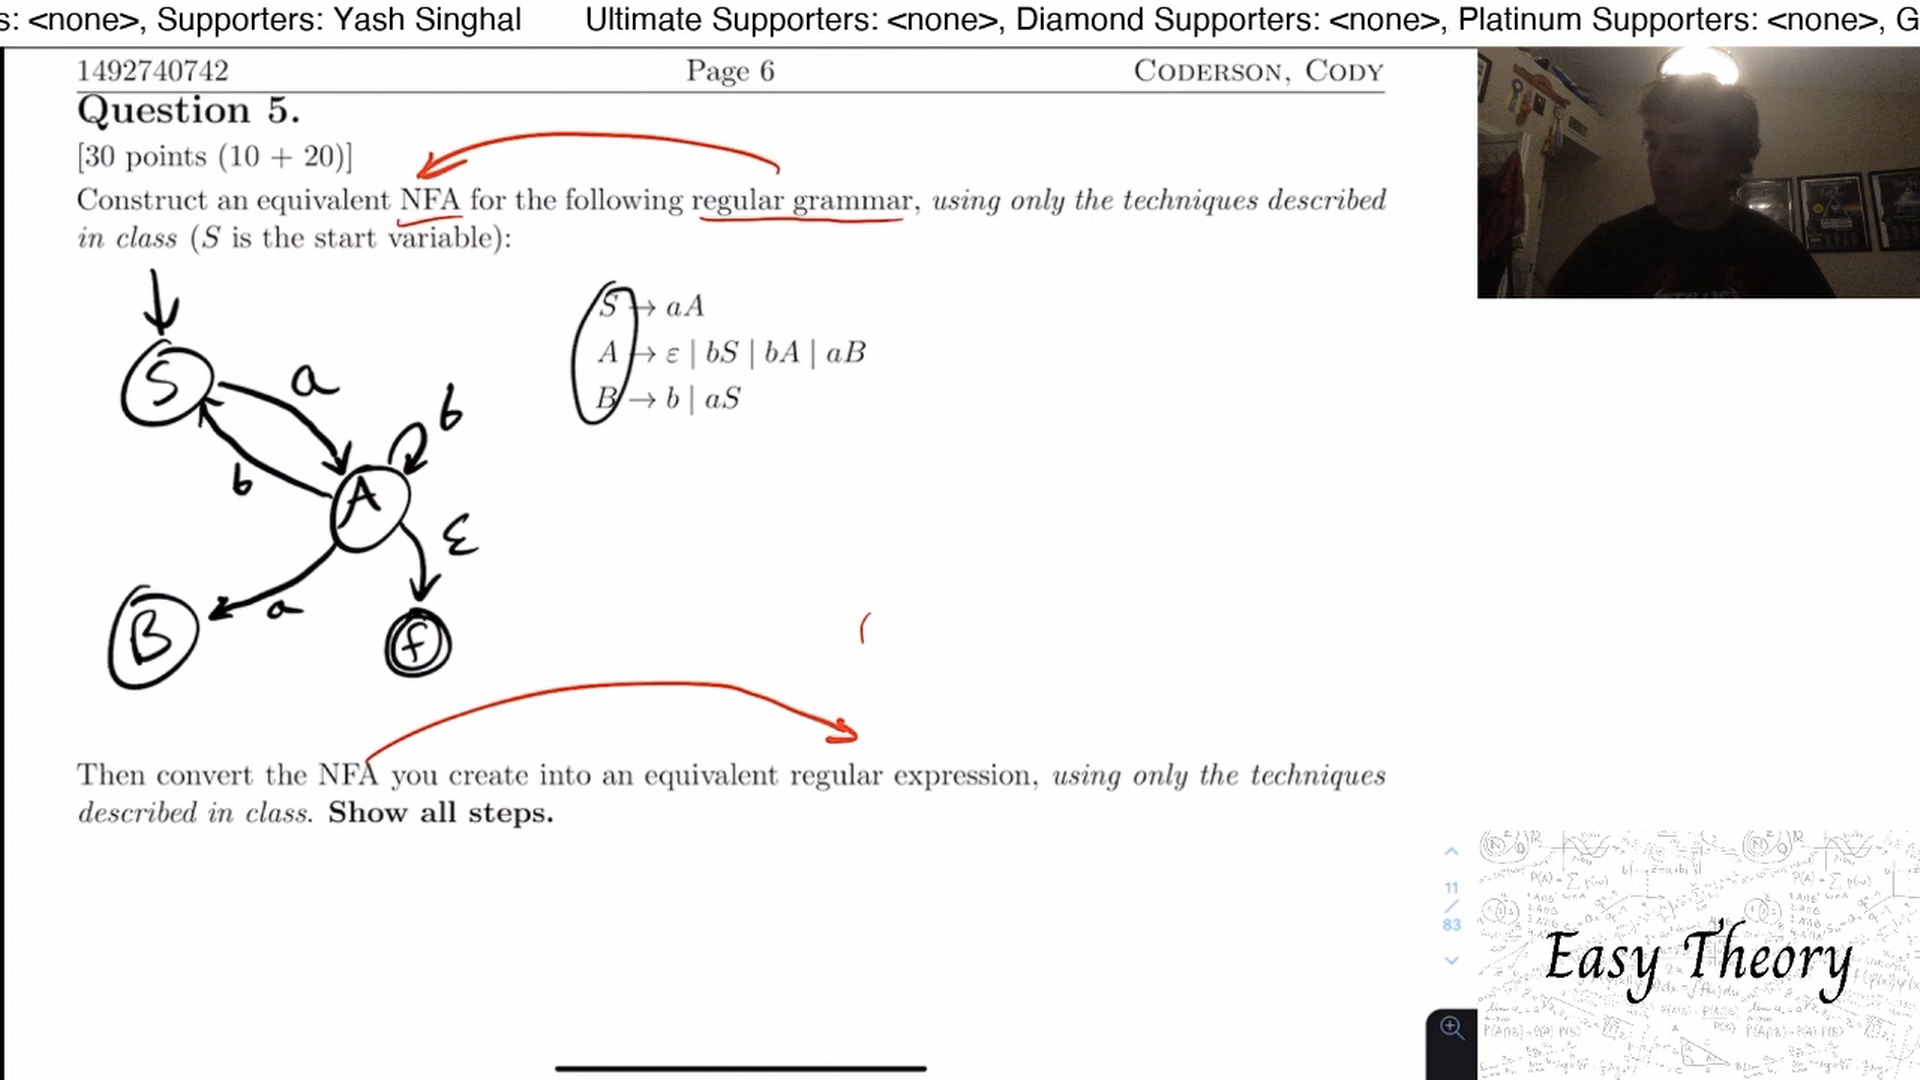 s: <none>, Supporters: Yash Singhal Ultimate Supporters: <none>, Diamond Supporters: <none>, Platinum Supporters: <none>, G
1492740742 Page 6 CODERSON, CODY
Question 5.
[30 points (10 + 20)]
Construct an equivalent NFA for the following regular grammar, using only the techniques described
in class (S is the start variable):
S → aA
A → ε | bS | bA | aB
B → b | aS
S
a
b
b
A
ε
a
B
f
Then convert the NFA you create into an equivalent regular expression, using only the techniques
described in class. Show all steps.
11
/
83
Easy Theory